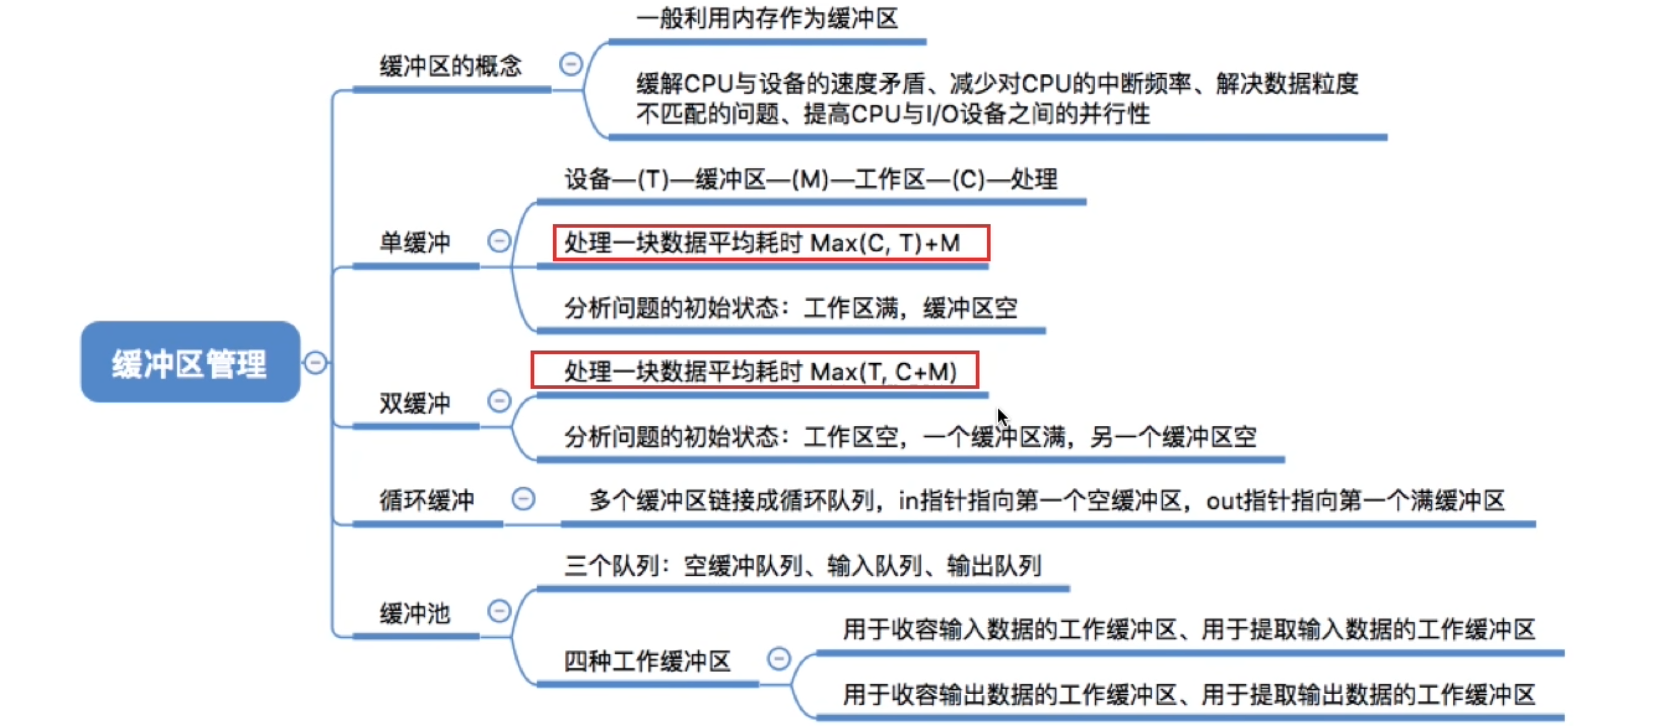 缓冲区管理
缓冲区的概念
一般利用内存作为缓冲区
缓解CPU与设备的速度矛盾、减少对CPU的中断频率、解决数据粒度
不匹配的问题、提高CPU与I/O设备之间的并行性
单缓冲
设备—(T)—缓冲区—(M)—工作区—(C)—处理
处理一块数据平均耗时 Max(C, T)+M
分析问题的初始状态：工作区满，缓冲区空
双缓冲
处理一块数据平均耗时 Max(T, C+M)
分析问题的初始状态：工作区空，一个缓冲区满，另一个缓冲区空
循环缓冲
多个缓冲区链接成循环队列，in指针指向第一个空缓冲区，out指针指向第一个满缓冲区
缓冲池
三个队列：空缓冲队列、输入队列、输出队列
四种工作缓冲区
用于收容输入数据的工作缓冲区、用于提取输入数据的工作缓冲区
用于收容输出数据的工作缓冲区、用于提取输出数据的工作缓冲区